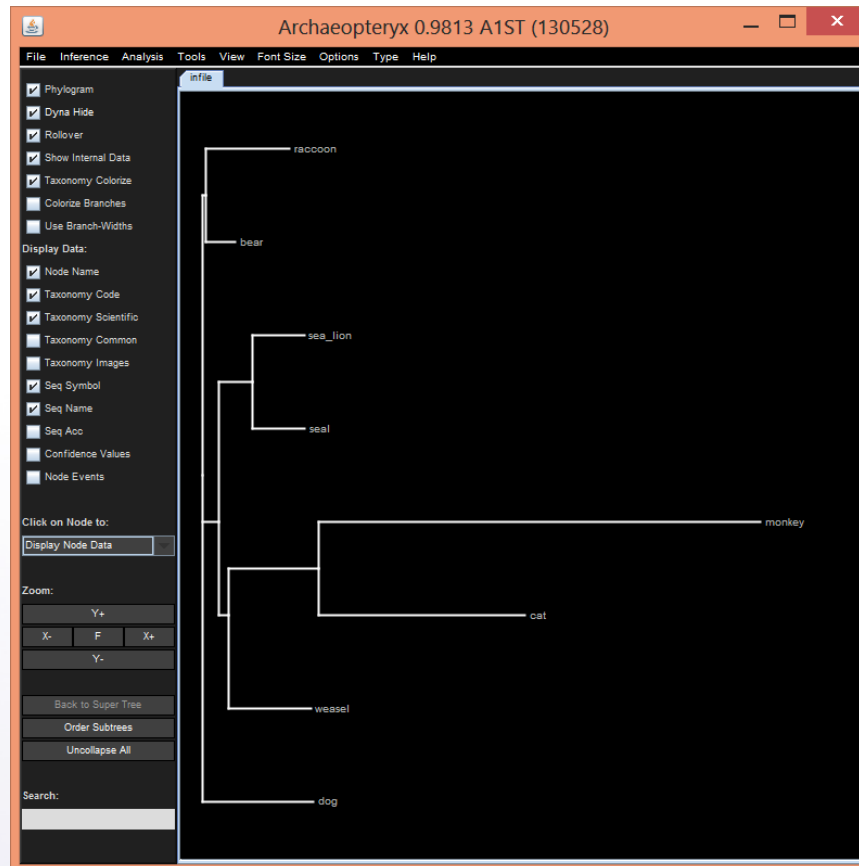 Archaeopteryx 0.9813 A1ST (130528)
File Inference Analysis Tools View Font Size Options Type Help
infile
Phylogram
Dyna Hide
Rollover
Show Internal Data
Taxonomy Colorize
Colorize Branches
Use Branch-Widths
Display Data:
Node Name
Taxonomy Code
Taxonomy Scientific
Taxonomy Common
Taxonomy Images
Seq Symbol
Seq Name
Seq Acc
Confidence Values
Node Events
Click on Node to:
Display Node Data
Zoom:
Y+
X- F X+
Y-
Back to Super Tree
Order Subtrees
Uncollapse All
Search:
raccoon
bear
sea_lion
seal
monkey
cat
weasel
dog